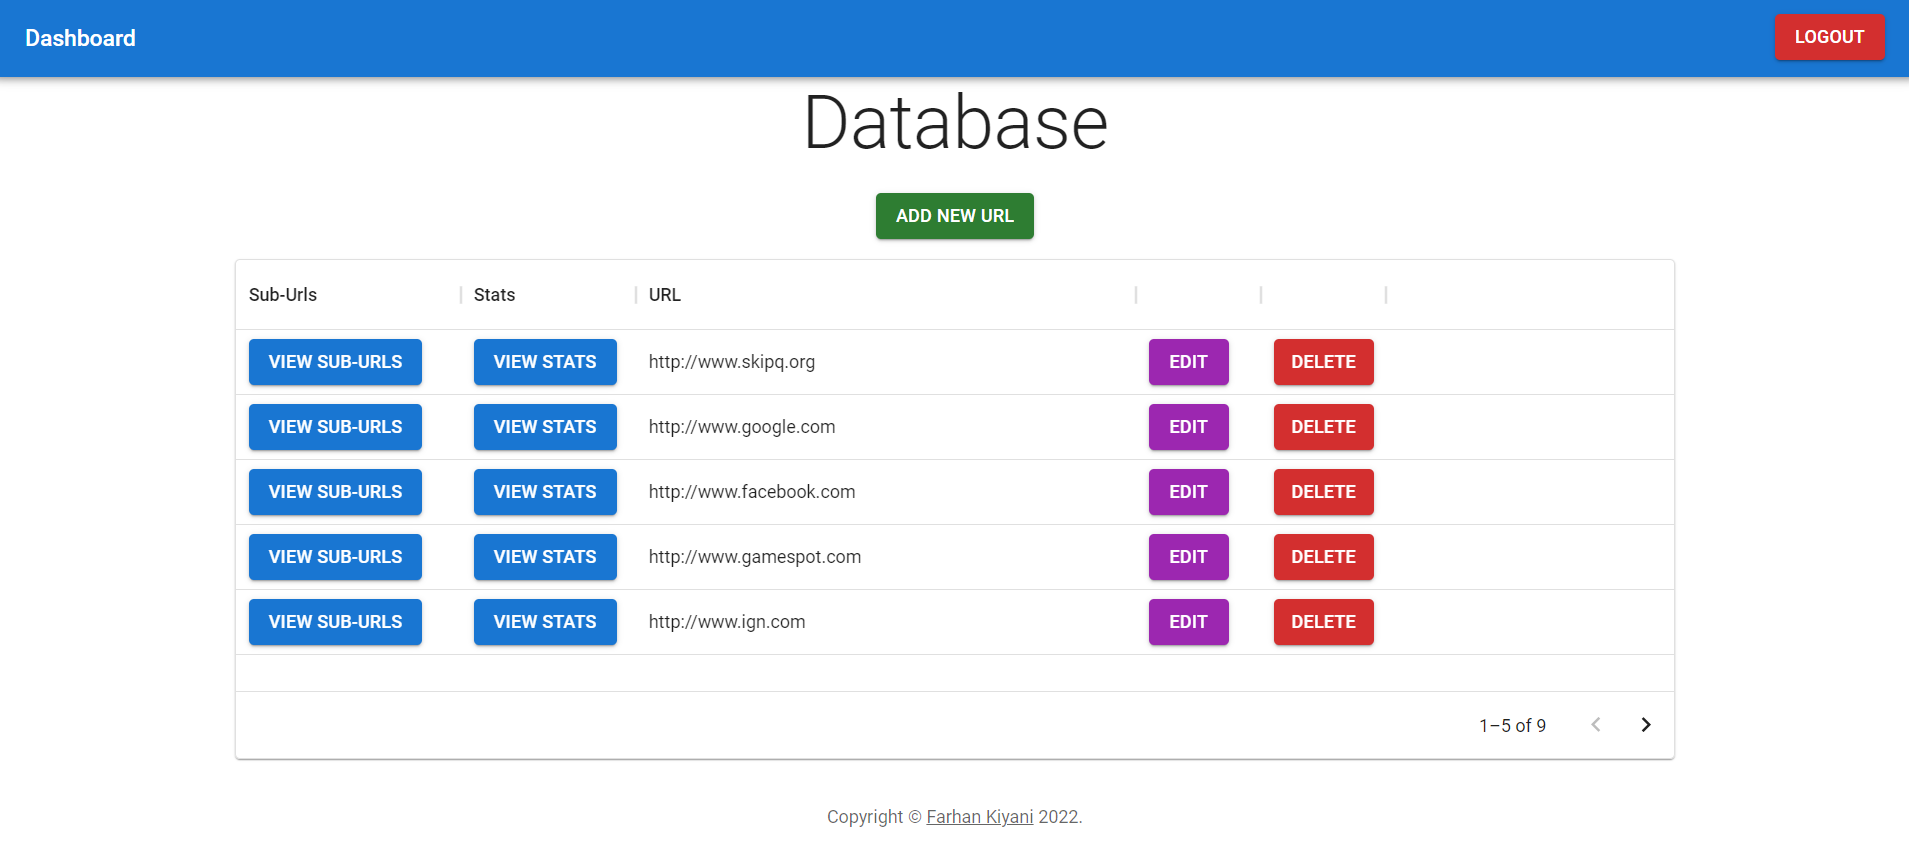 Dashboard LOGOUT
Database
ADD NEW URL
Sub-Urls Stats URL
VIEW SUB-URLS VIEW STATS http://www.skipq.org EDIT DELETE
VIEW SUB-URLS VIEW STATS http://www.google.com EDIT DELETE
VIEW SUB-URLS VIEW STATS http://www.facebook.com EDIT DELETE
VIEW SUB-URLS VIEW STATS http://www.gamespot.com EDIT DELETE
VIEW SUB-URLS VIEW STATS http://www.ign.com EDIT DELETE
1–5 of 9
Copyright © Farhan Kiyani 2022.